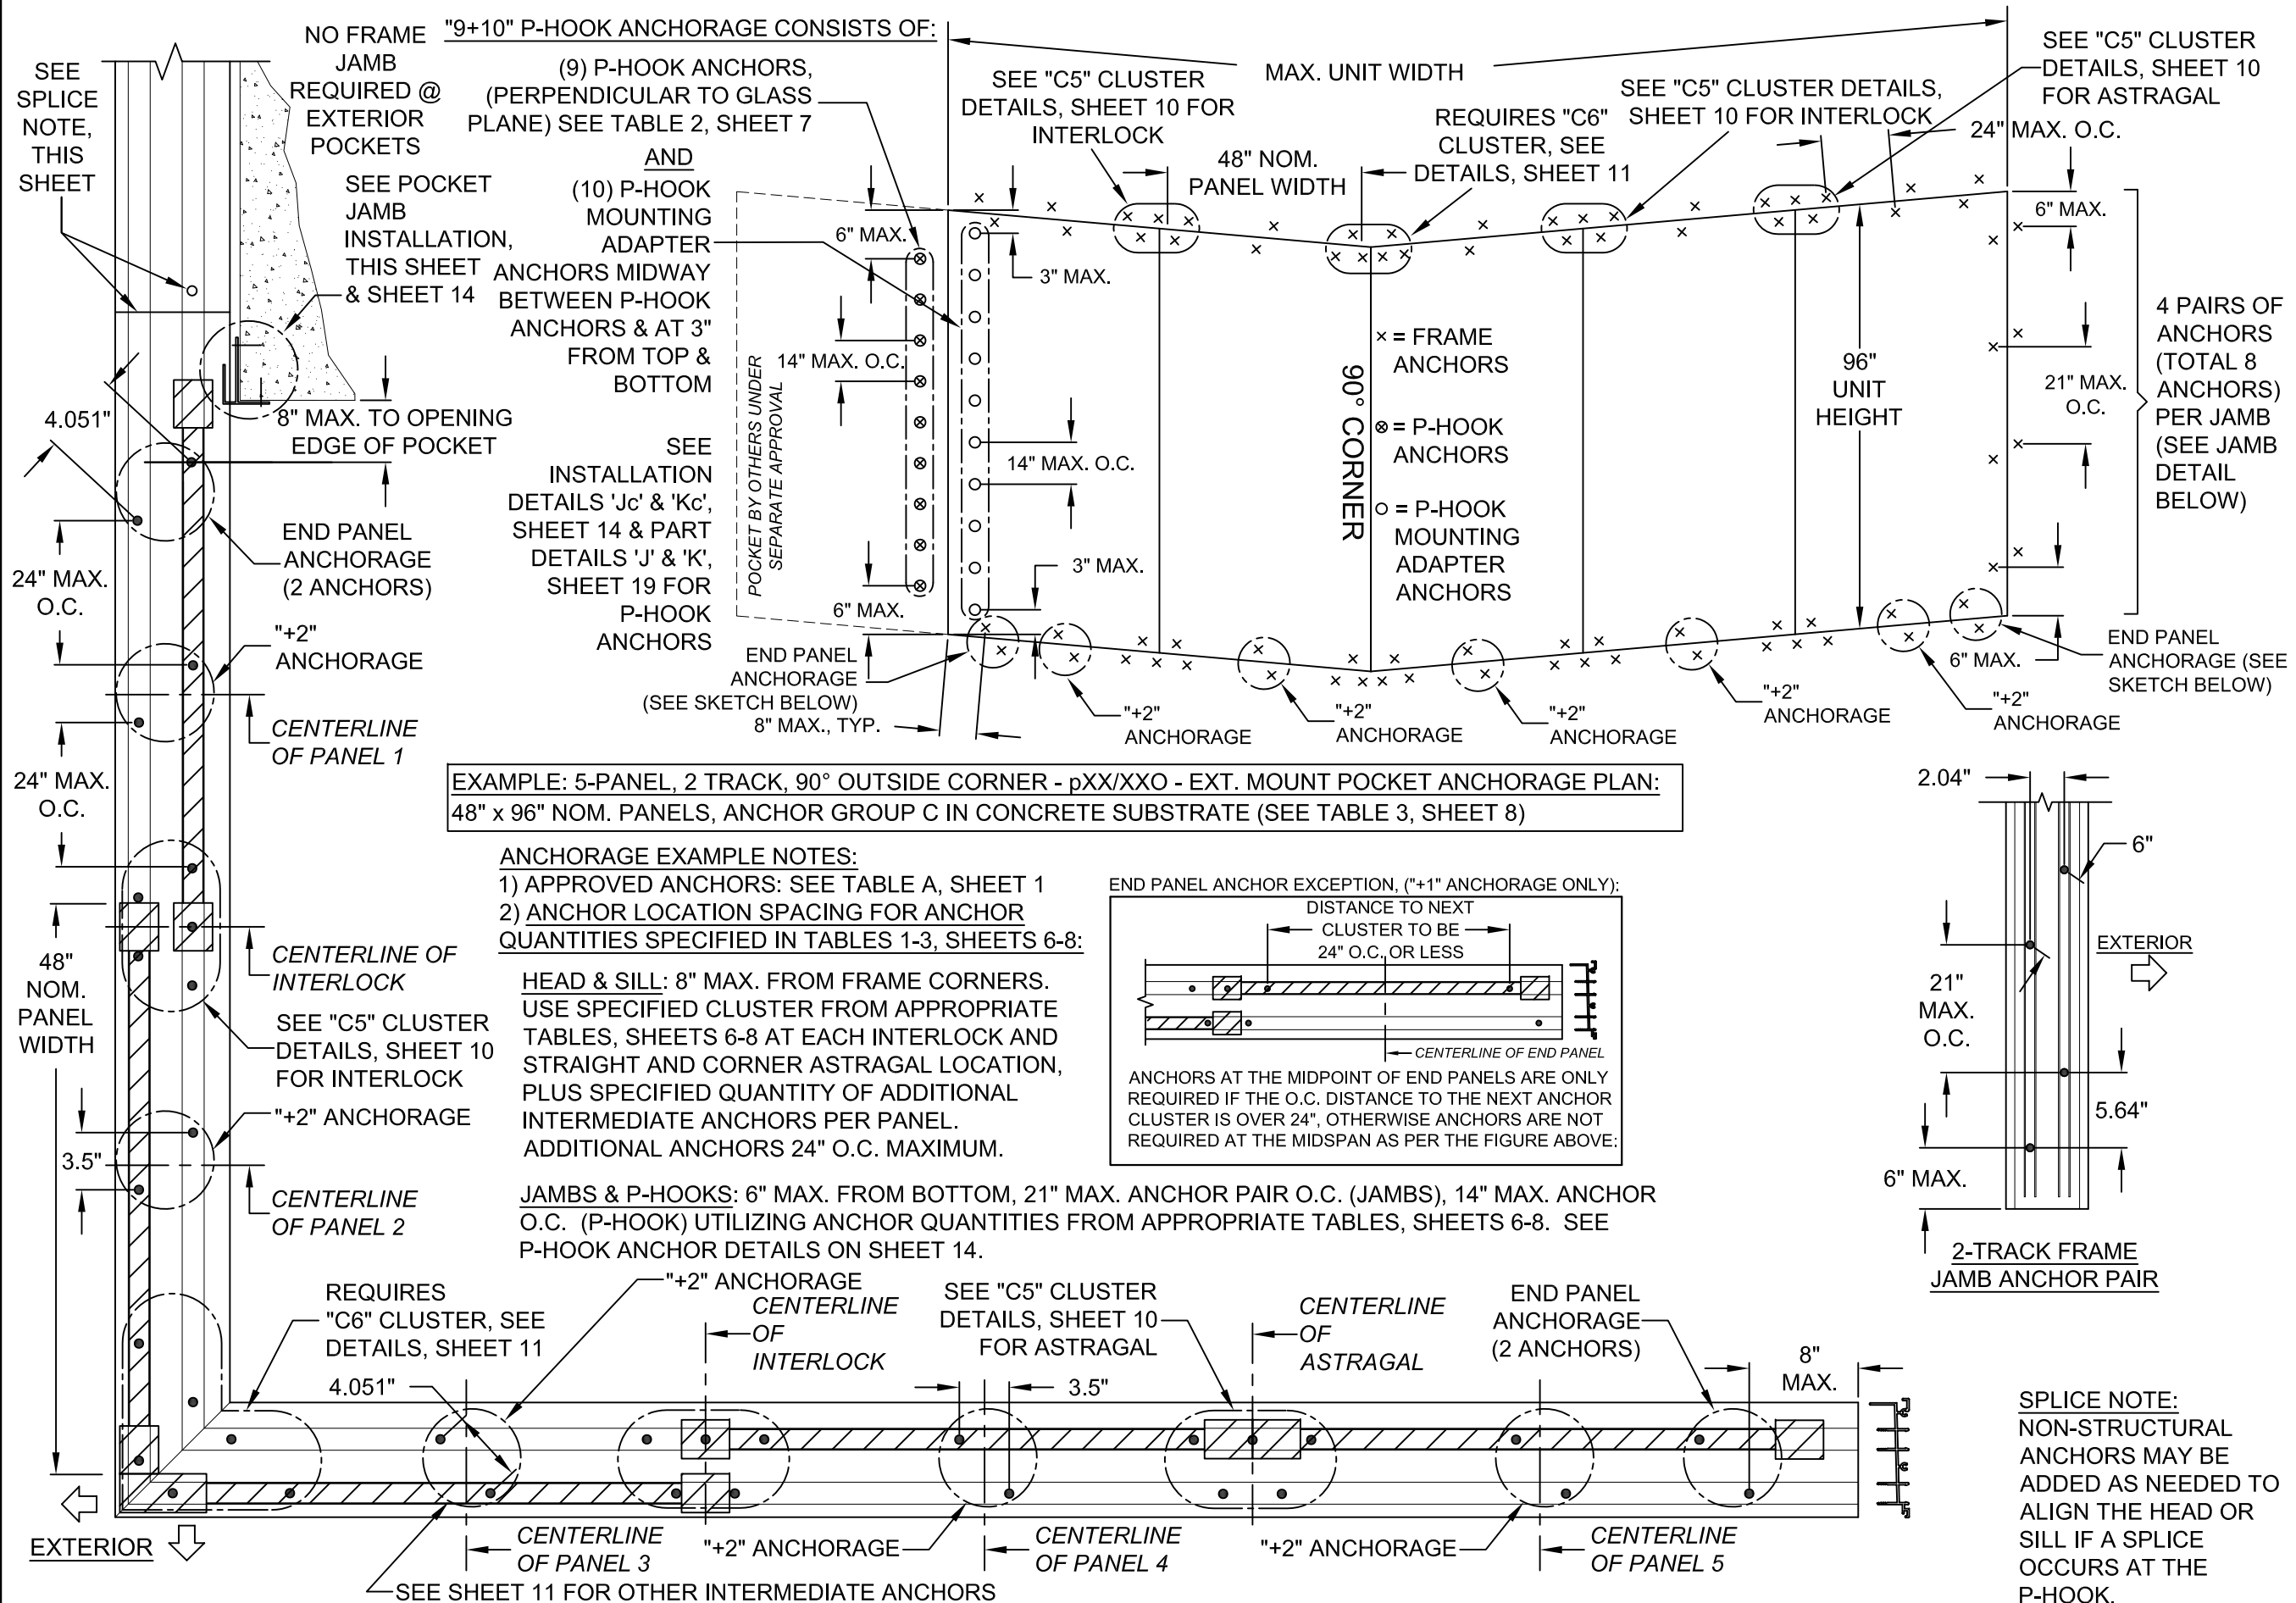 SEE
SPLICE
NOTE,
THIS
SHEET
NO FRAME
JAMB
REQUIRED @
EXTERIOR
POCKETS
SEE POCKET
JAMB
INSTALLATION,
THIS SHEET
& SHEET 14
4.051"
8" MAX. TO OPENING
EDGE OF POCKET
END PANEL
ANCHORAGE
(2 ANCHORS)
24" MAX.
O.C.
"+2"
ANCHORAGE
CENTERLINE
OF PANEL 1
24" MAX.
O.C.
CENTERLINE OF
INTERLOCK
48"
NOM.
PANEL
WIDTH
SEE "C5" CLUSTER
DETAILS, SHEET 10
FOR INTERLOCK
"+2" ANCHORAGE
3.5"
CENTERLINE
OF PANEL 2
"9+10" P-HOOK ANCHORAGE CONSISTS OF:
(9) P-HOOK ANCHORS,
(PERPENDICULAR TO GLASS
PLANE) SEE TABLE 2, SHEET 7
AND
(10) P-HOOK
MOUNTING
ADAPTER
ANCHORS MIDWAY
BETWEEN P-HOOK
ANCHORS & AT 3"
FROM TOP &
BOTTOM
SEE
INSTALLATION
DETAILS 'Jc' & 'Kc',
SHEET 14 & PART
DETAILS 'J' & 'K',
SHEET 19 FOR
P-HOOK
ANCHORS
POCKET BY OTHERS UNDER
SEPARATE APPROVAL
6" MAX.
14" MAX. O.C.
6" MAX.
3" MAX.
14" MAX. O.C.
3" MAX.
MAX. UNIT WIDTH
SEE "C5" CLUSTER
DETAILS, SHEET 10 FOR
INTERLOCK
48" NOM.
PANEL WIDTH
REQUIRES "C6"
CLUSTER, SEE
DETAILS, SHEET 11
SEE "C5" CLUSTER DETAILS,
SHEET 10 FOR INTERLOCK
SEE "C5" CLUSTER
DETAILS, SHEET 10
FOR ASTRAGAL
24" MAX. O.C.
6" MAX.
90° CORNER
× = FRAME
ANCHORS
⊗ = P-HOOK
ANCHORS
○ = P-HOOK
MOUNTING
ADAPTER
ANCHORS
96"
UNIT
HEIGHT
21" MAX.
O.C.
4 PAIRS OF
ANCHORS
(TOTAL 8
ANCHORS)
PER JAMB
(SEE JAMB
DETAIL
BELOW)
6" MAX.
END PANEL
ANCHORAGE (SEE
SKETCH BELOW)
END PANEL
ANCHORAGE
(SEE SKETCH BELOW)
8" MAX., TYP.
"+2"
ANCHORAGE
"+2"
ANCHORAGE
"+2"
ANCHORAGE
"+2"
ANCHORAGE
"+2"
ANCHORAGE
EXAMPLE: 5-PANEL, 2 TRACK, 90° OUTSIDE CORNER - pXX/XXO - EXT. MOUNT POCKET ANCHORAGE PLAN:
48" x 96" NOM. PANELS, ANCHOR GROUP C IN CONCRETE SUBSTRATE (SEE TABLE 3, SHEET 8)
ANCHORAGE EXAMPLE NOTES:
1) APPROVED ANCHORS: SEE TABLE A, SHEET 1
2) ANCHOR LOCATION SPACING FOR ANCHOR
QUANTITIES SPECIFIED IN TABLES 1-3, SHEETS 6-8:
HEAD & SILL: 8" MAX. FROM FRAME CORNERS.
USE SPECIFIED CLUSTER FROM APPROPRIATE
TABLES, SHEETS 6-8 AT EACH INTERLOCK AND
STRAIGHT AND CORNER ASTRAGAL LOCATION,
PLUS SPECIFIED QUANTITY OF ADDITIONAL
INTERMEDIATE ANCHORS PER PANEL.
ADDITIONAL ANCHORS 24" O.C. MAXIMUM.
JAMBS & P-HOOKS: 6" MAX. FROM BOTTOM, 21" MAX. ANCHOR PAIR O.C. (JAMBS), 14" MAX. ANCHOR
O.C. (P-HOOK) UTILIZING ANCHOR QUANTITIES FROM APPROPRIATE TABLES, SHEETS 6-8. SEE
P-HOOK ANCHOR DETAILS ON SHEET 14.
END PANEL ANCHOR EXCEPTION, ("+1" ANCHORAGE ONLY):
DISTANCE TO NEXT
CLUSTER TO BE
24" O.C. OR LESS
CENTERLINE OF END PANEL
ANCHORS AT THE MIDPOINT OF END PANELS ARE ONLY
REQUIRED IF THE O.C. DISTANCE TO THE NEXT ANCHOR
CLUSTER IS OVER 24", OTHERWISE ANCHORS ARE NOT
REQUIRED AT THE MIDSPAN AS PER THE FIGURE ABOVE:
2.04"
6"
EXTERIOR
21"
MAX.
O.C.
5.64"
6" MAX.
2-TRACK FRAME
JAMB ANCHOR PAIR
REQUIRES
"C6" CLUSTER, SEE
DETAILS, SHEET 11
4.051"
"+2" ANCHORAGE
CENTERLINE
OF
INTERLOCK
SEE "C5" CLUSTER
DETAILS, SHEET 10
FOR ASTRAGAL
3.5"
CENTERLINE
OF
ASTRAGAL
END PANEL
ANCHORAGE
(2 ANCHORS)
8"
MAX.
EXTERIOR
CENTERLINE
OF PANEL 3
"+2" ANCHORAGE
CENTERLINE
OF PANEL 4
"+2" ANCHORAGE
CENTERLINE
OF PANEL 5
SEE SHEET 11 FOR OTHER INTERMEDIATE ANCHORS
SPLICE NOTE:
NON-STRUCTURAL
ANCHORS MAY BE
ADDED AS NEEDED TO
ALIGN THE HEAD OR
SILL IF A SPLICE
OCCURS AT THE
P-HOOK.